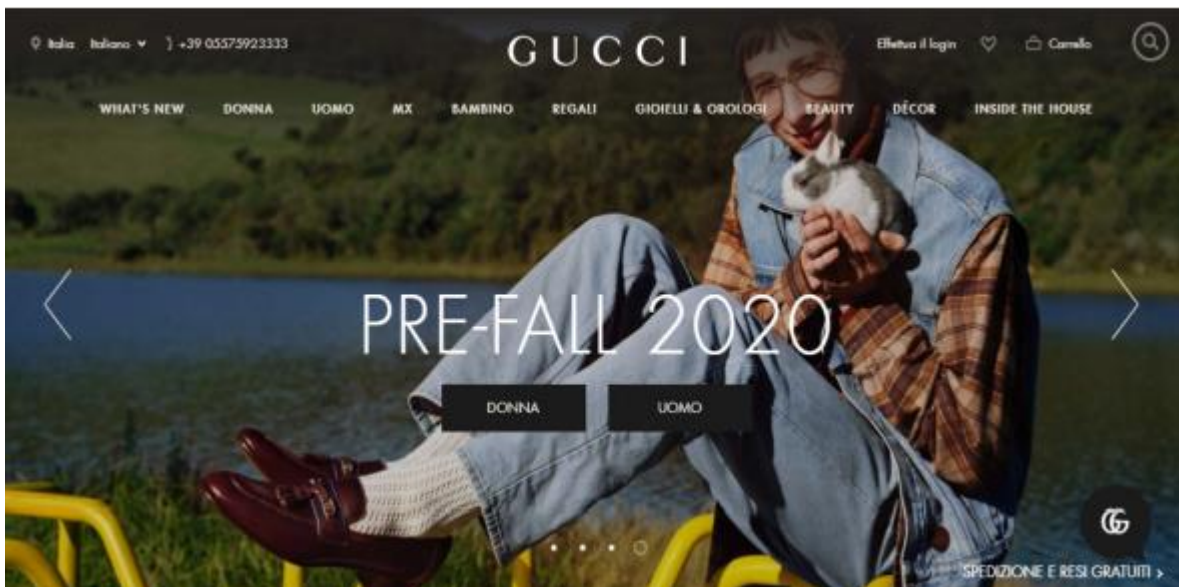 Italia Italiano +39 05575923333
GUCCI
Effettua il login Carrello
WHAT'S NEW DONNA UOMO MX BAMBINO REGALI GIOIELLI & OROLOGI BEAUTY DÉCOR INSIDE THE HOUSE
PRE-FALL 2020
DONNA UOMO
GG
SPEDIZIONE E RESI GRATUITI >